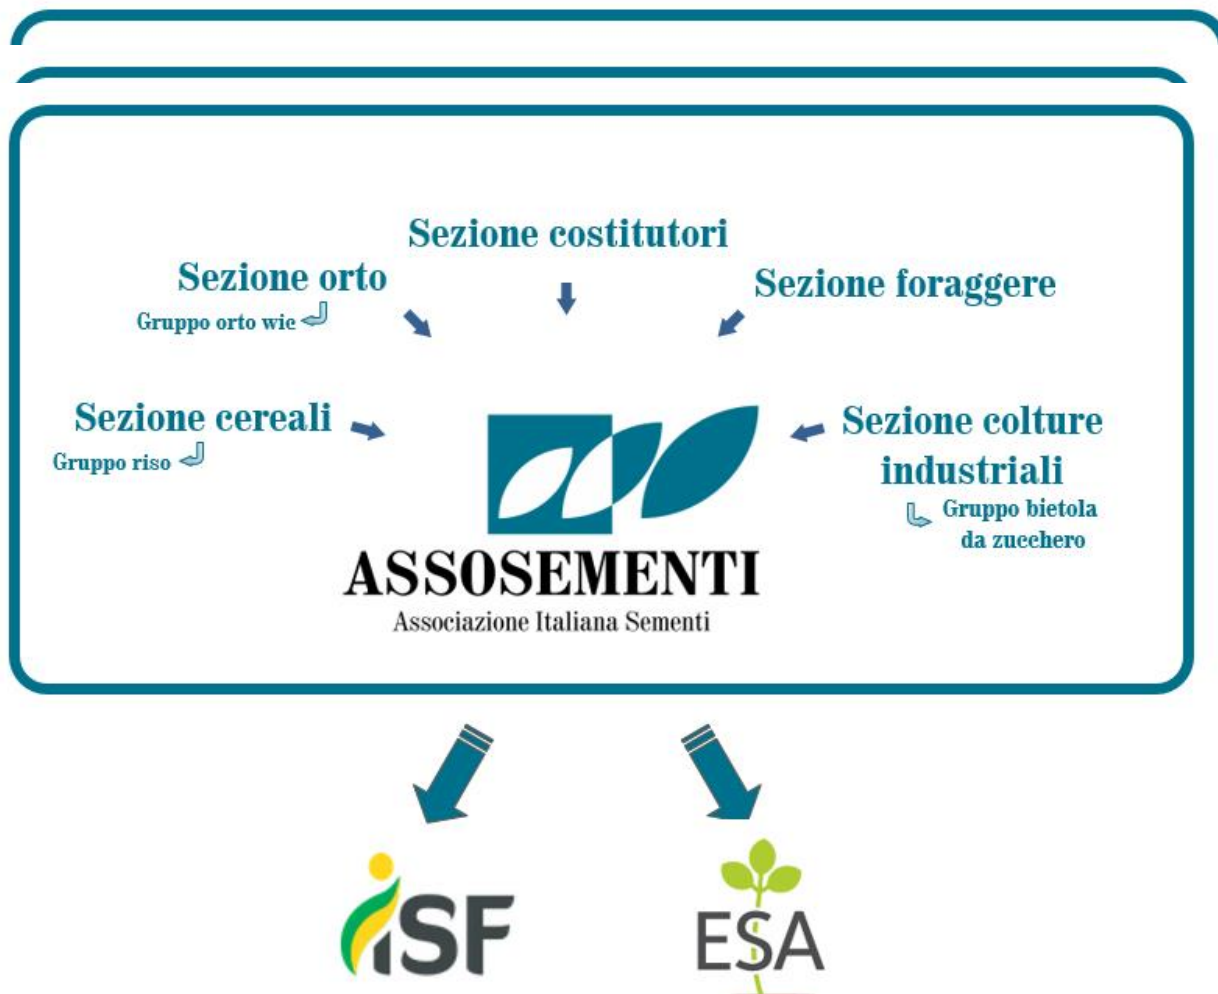 Sezione costitutori
Sezione orto
Gruppo orto wic
Sezione foraggere
Sezione cereali
Gruppo riso
Sezione colture
industriali
Gruppo bietola
da zucchero
ASSOSEMENTI
Associazione Italiana Sementi
iSF
ESA